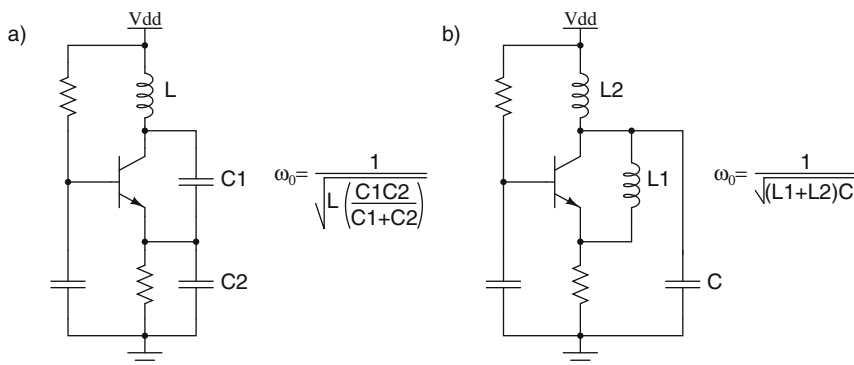 a)
Vdd
L
C1
C2
ω₀= 1/√(L(C1C2/(C1+C2)))
b)
Vdd
L2
L1
C
ω₀= 1/√((L1+L2)C)